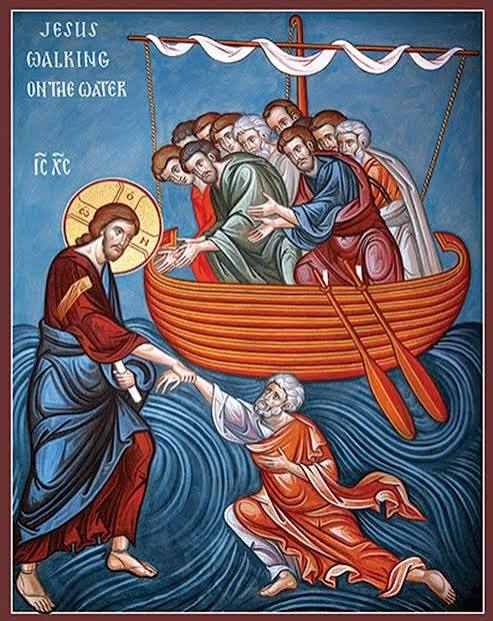 JESUS
WALKING
ON THE WATER
IC XC
ω Ο Ν